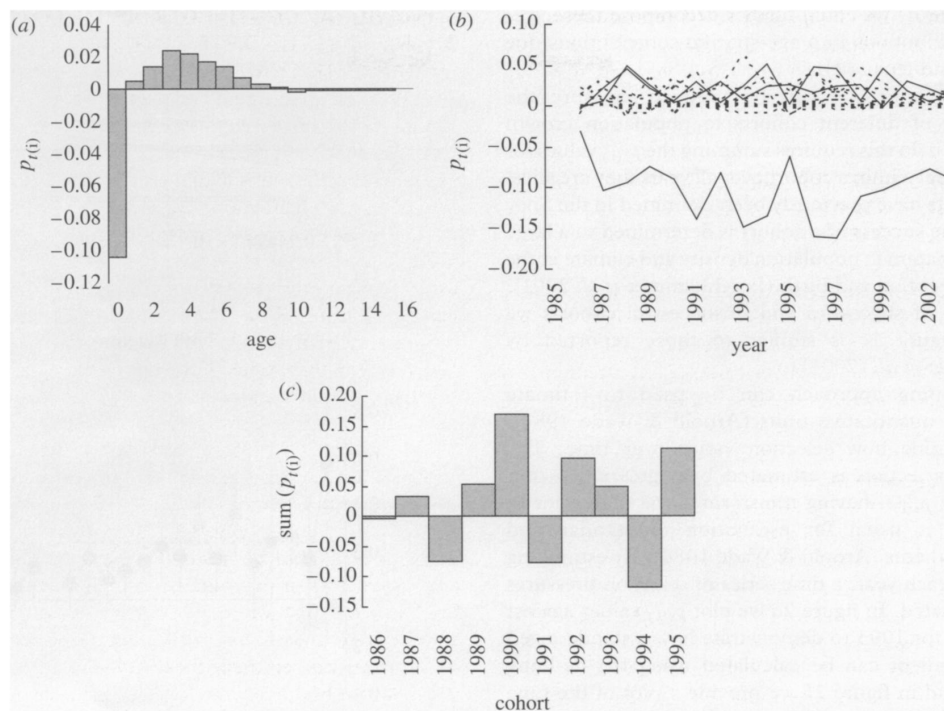 (a)
0.04
0.02
0
−0.02
−0.04
−0.06
−0.08
−0.10
−0.12
p t(i)
0 2 4 6 8 10 12 14 16
age
(b)
0.10
0.05
0
−0.05
−0.10
−0.15
−0.20
p t(i)
1985 1987 1989 1991 1993 1995 1997 1999 2002
year
(c)
0.20
0.15
0.10
0.05
0
−0.05
−0.10
−0.15
sum (p t(i))
1986 1987 1988 1989 1990 1991 1992 1993 1994 1995
cohort